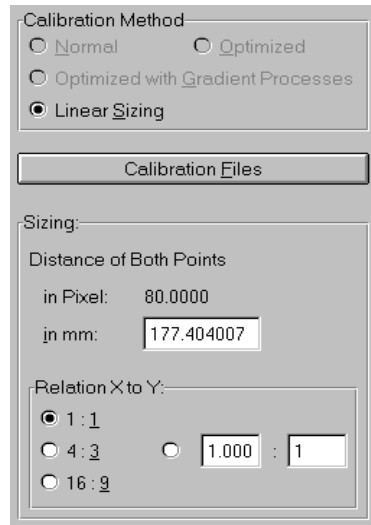 Calibration Method
Normal Optimized
Optimized with Gradient Processes
Linear Sizing
Calibration Files
Sizing:
Distance of Both Points
in Pixel: 80.0000
in mm: 177.404007
Relation X to Y:
1 : 1
4 : 3 1.000 : 1
16 : 9